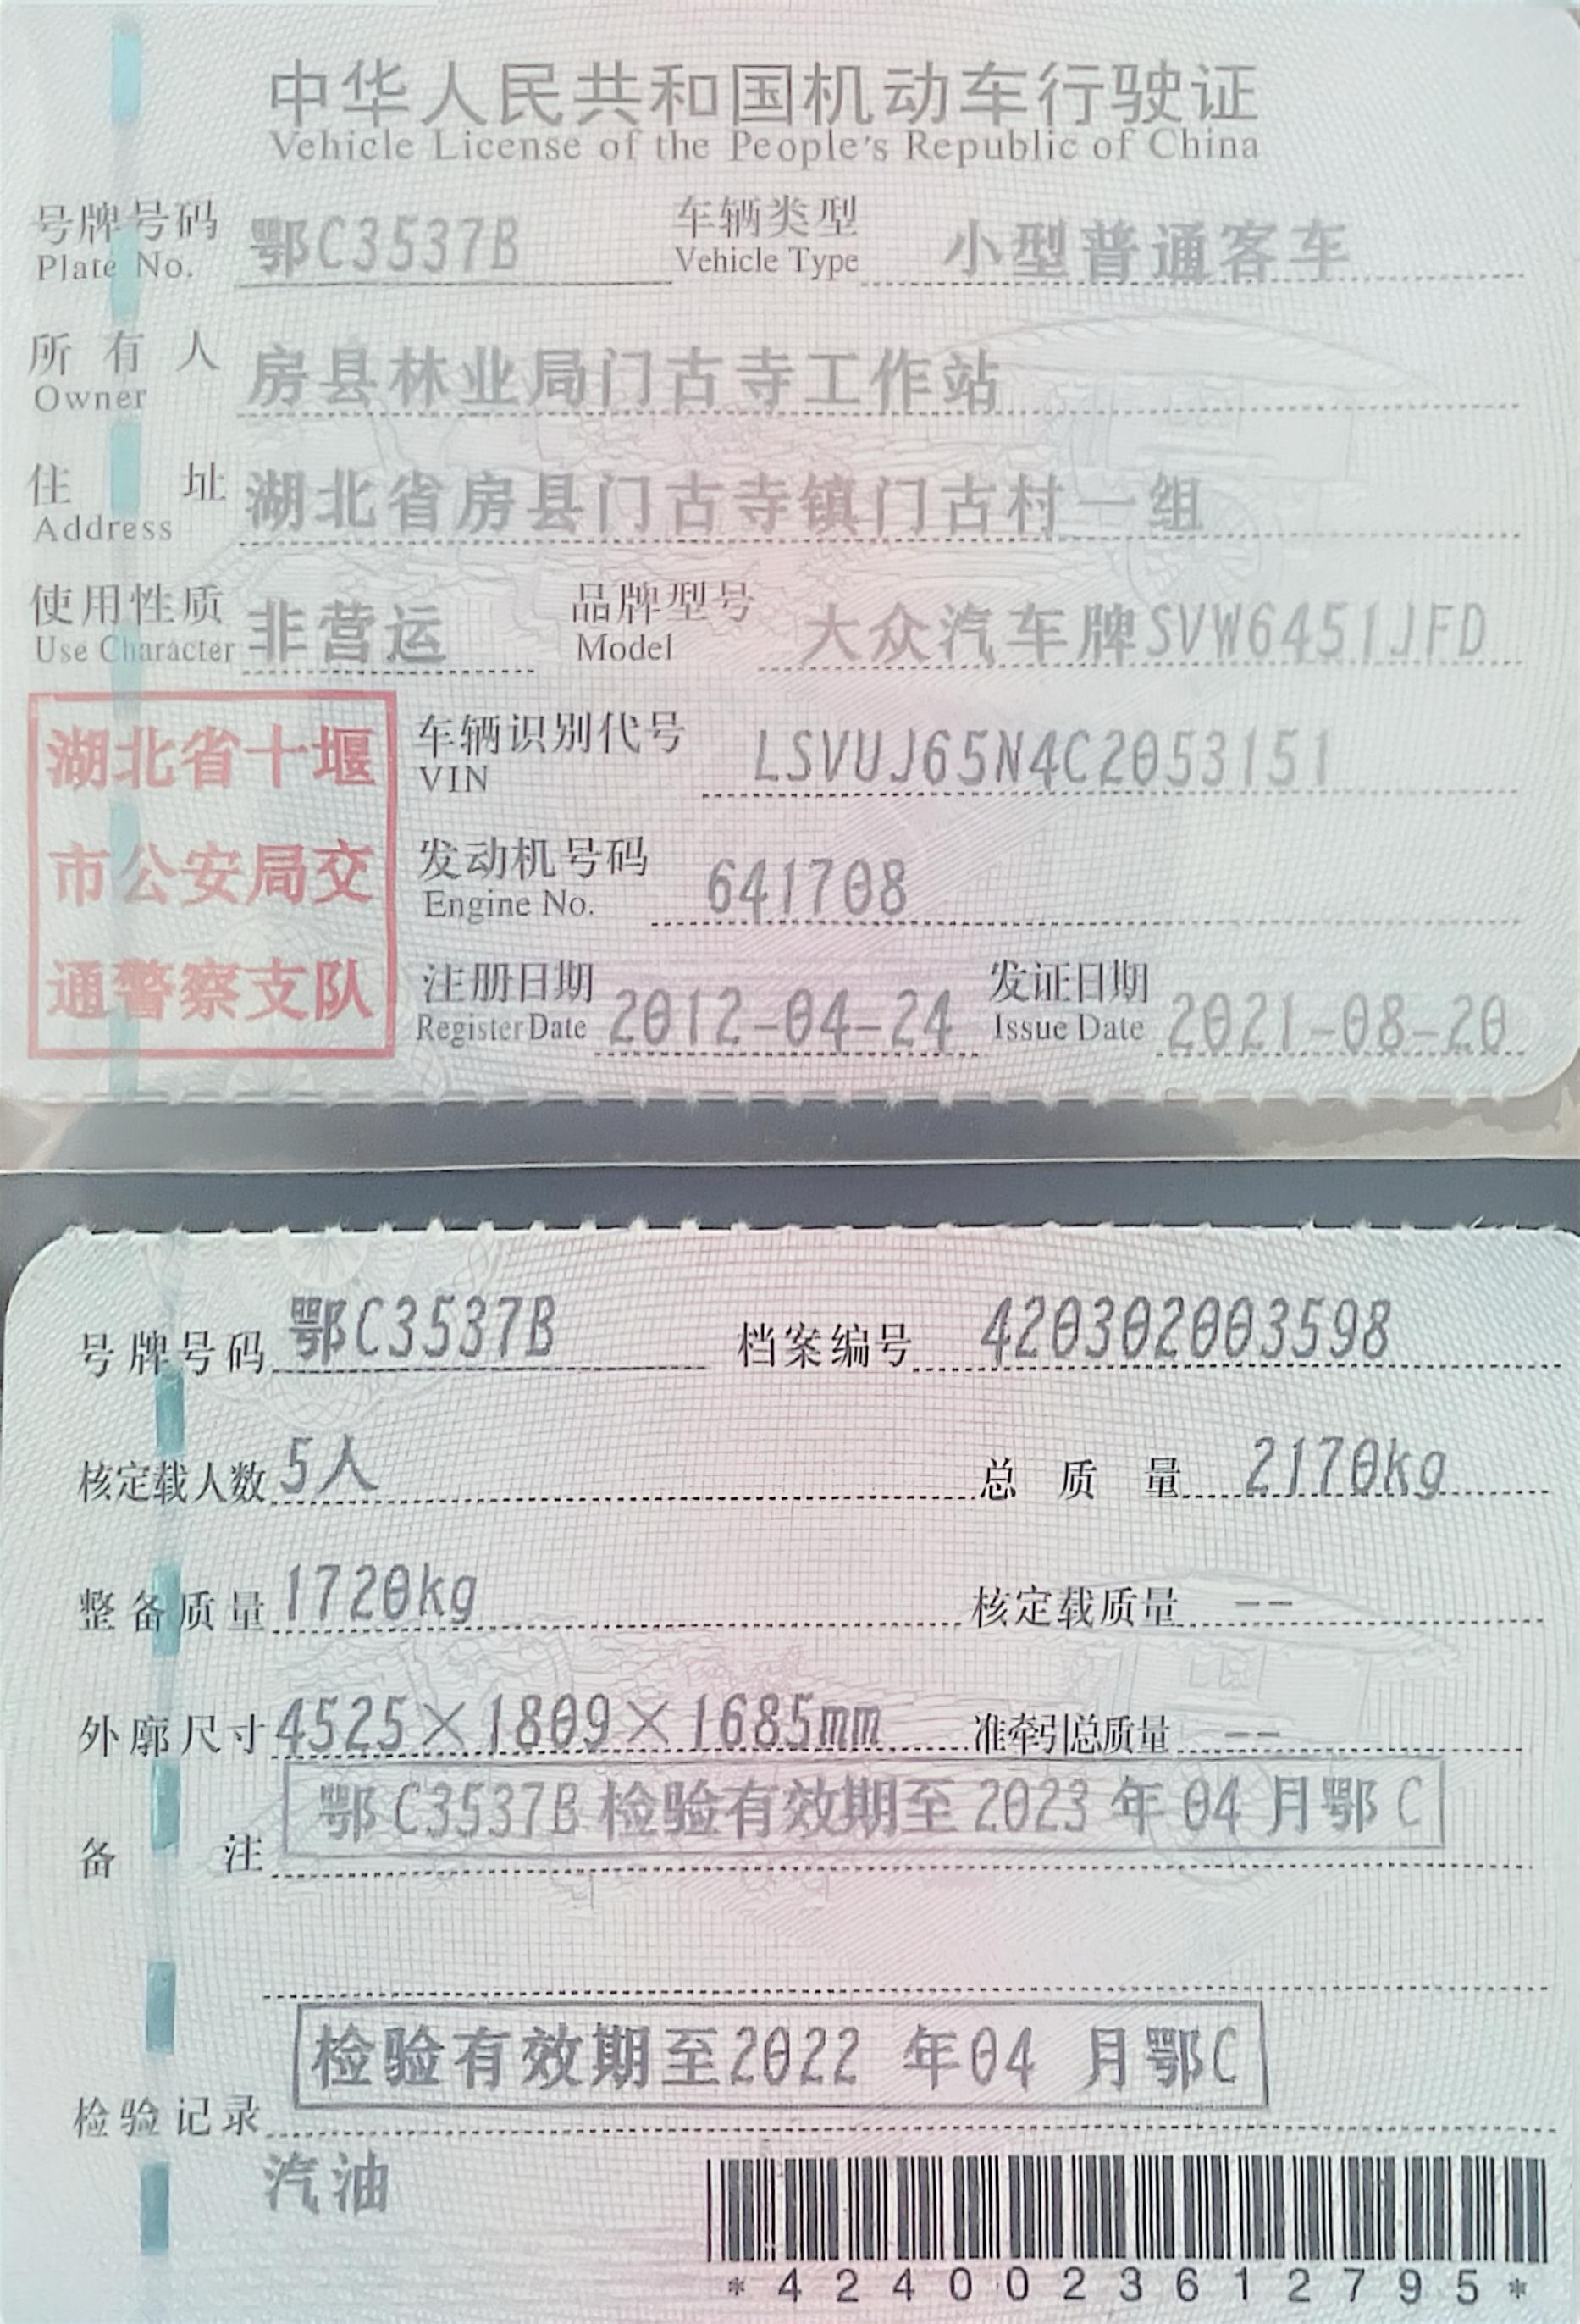 中华人民共和国机动车行驶证
Vehicle License of the People's Republic of China
号牌号码 鄂C3537B 车辆类型 小型普通客车
Plate No. Vehicle Type
所有人 房县林业局门古寺工作站
Owner
住址 湖北省房县门古寺镇门古村一组
Address
使用性质 非营运 品牌型号 大众汽车牌SVW6451JFD
Use Character Model
湖北省十堰
市公安局交
通警察支队
车辆识别代号 LSVUJ65N4C2053151
VIN
发动机号码 641708
Engine No.
注册日期 2012-04-24 发证日期 2021-08-20
Register Date Issue Date
号牌号码 鄂C3537B 档案编号 420302003598
核定载人数 5人 总质量 2170kg
整备质量 1720kg 核定载质量 --
外廓尺寸 4525×1809×1685mm 准牵引总质量 --
鄂C3537B检验有效期至2023年04月鄂C
备注
检验有效期至2022年04月鄂C
检验记录
汽油
*4240023612795*